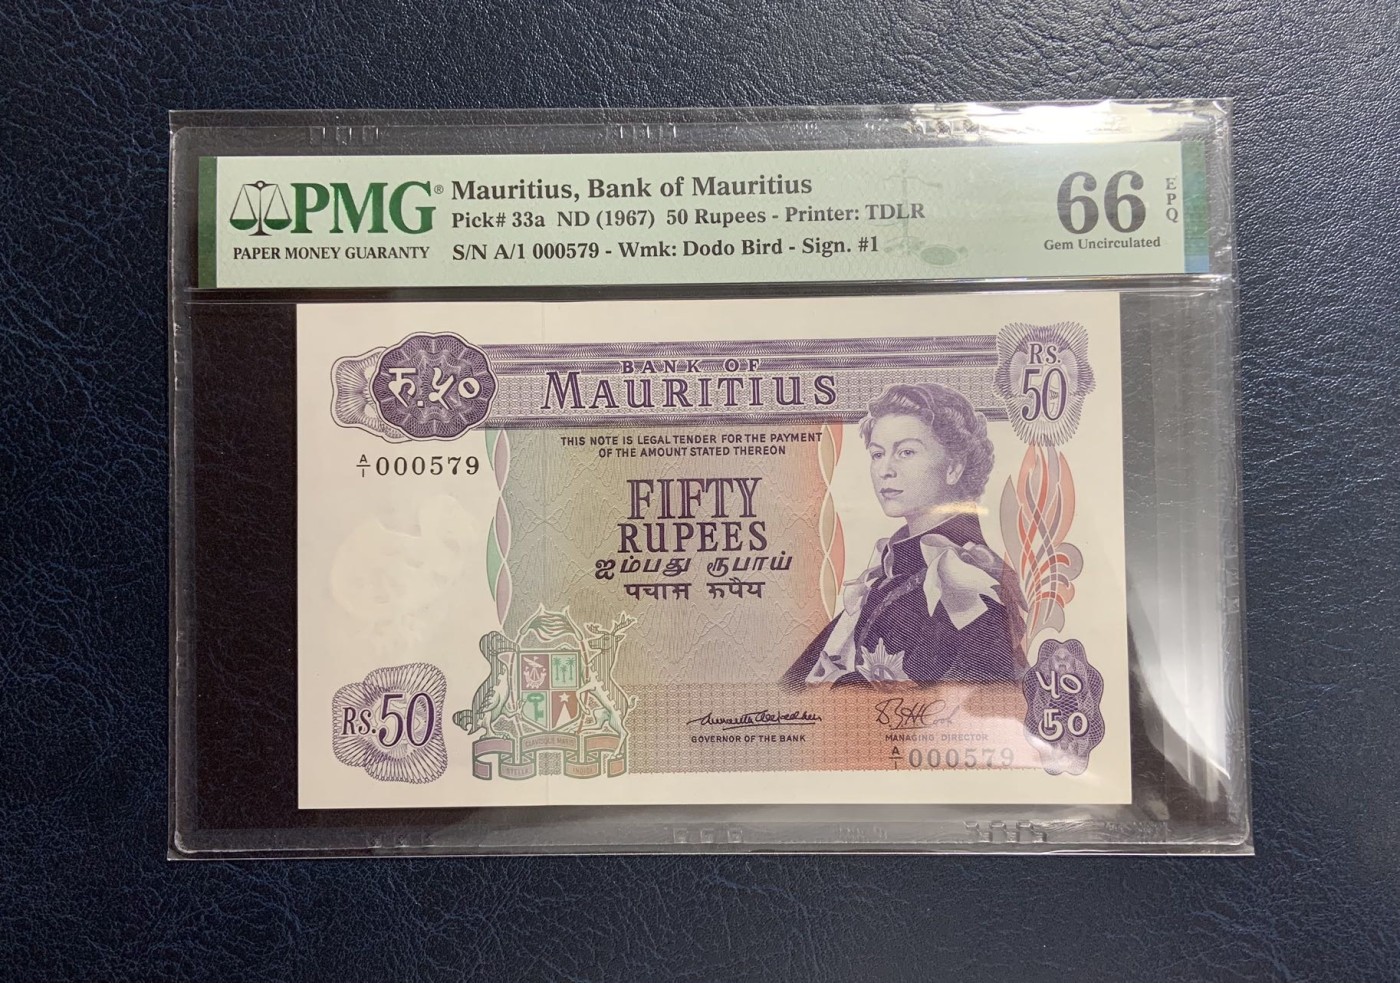 PMG®
PAPER MONEY GUARANTY
Mauritius, Bank of Mauritius
Pick# 33a ND (1967) 50 Rupees - Printer: TDLR
S/N A/1 000579 - Wmk: Dodo Bird - Sign. #1
66
EPQ
Gem Uncirculated
रु.५०
BANK OF
MAURITIUS
Rs.
50
THIS NOTE IS LEGAL TENDER FOR THE PAYMENT
OF THE AMOUNT STATED THEREON
A/1 000579
FIFTY
RUPEES
ஐம்பது ரூபாய்
पचास रूपैय
Rs.50
STELLA
INDISQUE
GOVERNOR OF THE BANK
MANAGING DIRECTOR
A/1 000579
५०